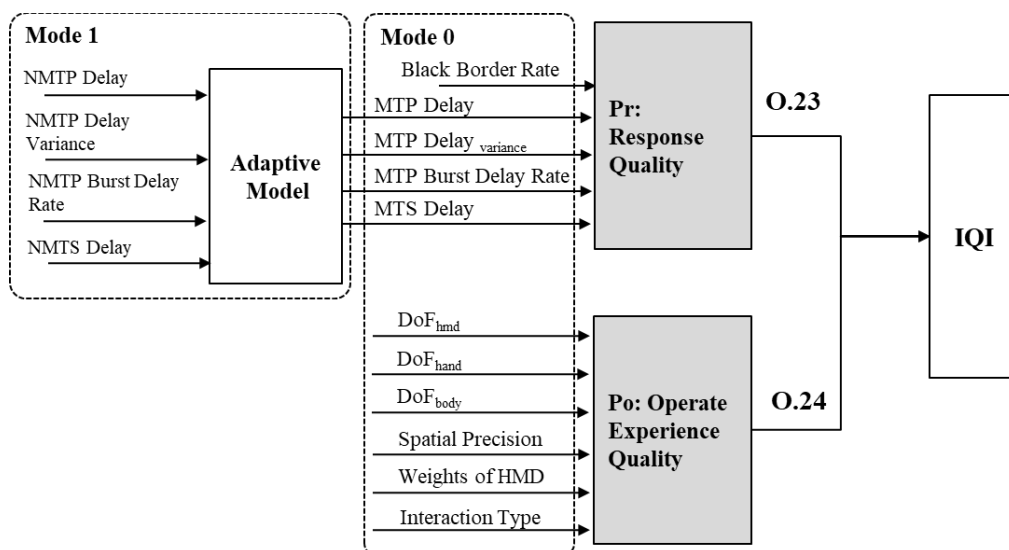 Mode 1
NMTP Delay
NMTP Delay
Variance
NMTP Burst Delay
Rate
NMTS Delay
Adaptive
Model
Mode 0
Black Border Rate
MTP Delay
MTP Delay variance
MTP Burst Delay Rate
MTS Delay
Pr:
Response
Quality
O.23
DoFhmd
DoFhand
DoFbody
Spatial Precision
Weights of HMD
Interaction Type
Po: Operate
Experience
Quality
O.24
IQI